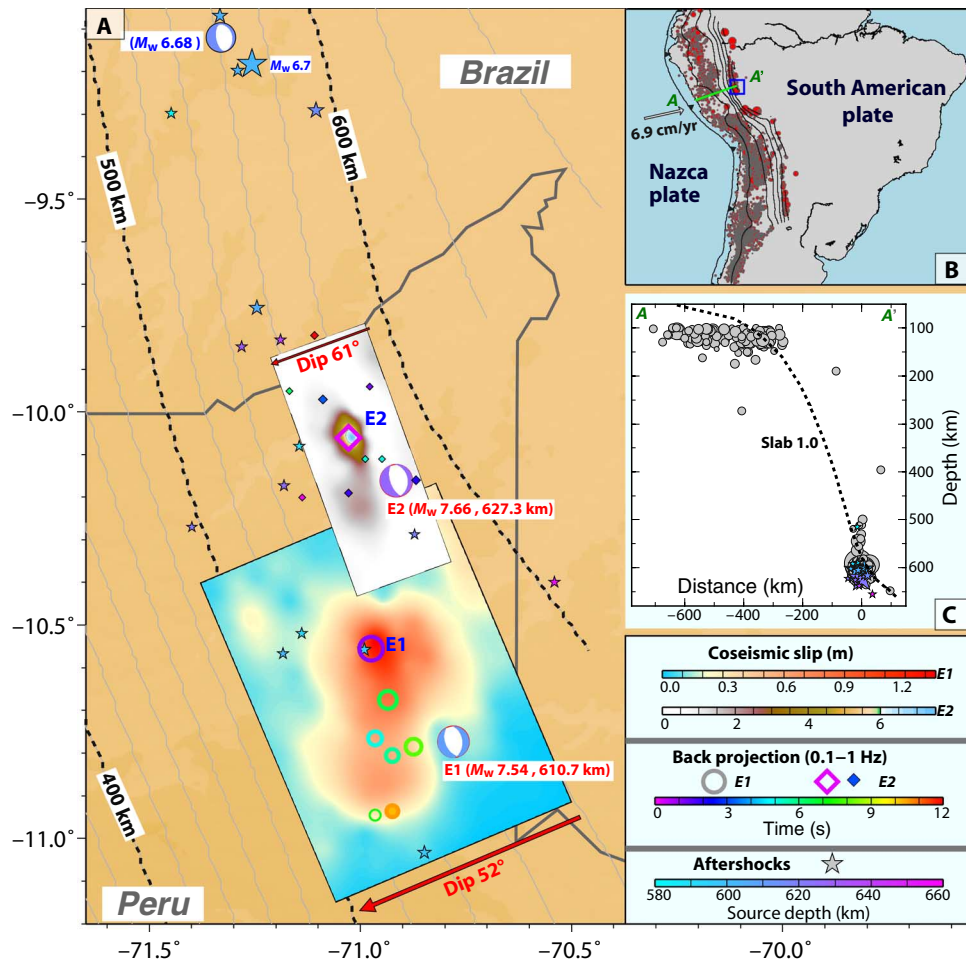 A
(Mw 6.68 )
Mw 6.7
Brazil
500 km
600 km
−9.5°
Dip 61°
−10.0°
E2
E2 (Mw 7.66 , 627.3 km)
−10.5°
E1
E1 (Mw 7.54 , 610.7 km)
400 km
−11.0°
Dip 52°
Peru
−71.5°
−71.0°
−70.5°
−70.0°
A
A'
South American
plate
6.9 cm/yr
Nazca
plate
B
A
A'
100
200
Slab 1.0
300
400
500
600
Depth(km)
Distance (km)
−600
−400
−200
0
C
Coseismic slip (m)
E1
0.0
0.3
0.6
0.9
1.2
E2
0
2
4
6
Back projection (0.1−1 Hz)
E1
E2
0
3
6
9
12
Time (s)
Aftershocks
580
600
620
640
660
Source depth (km)